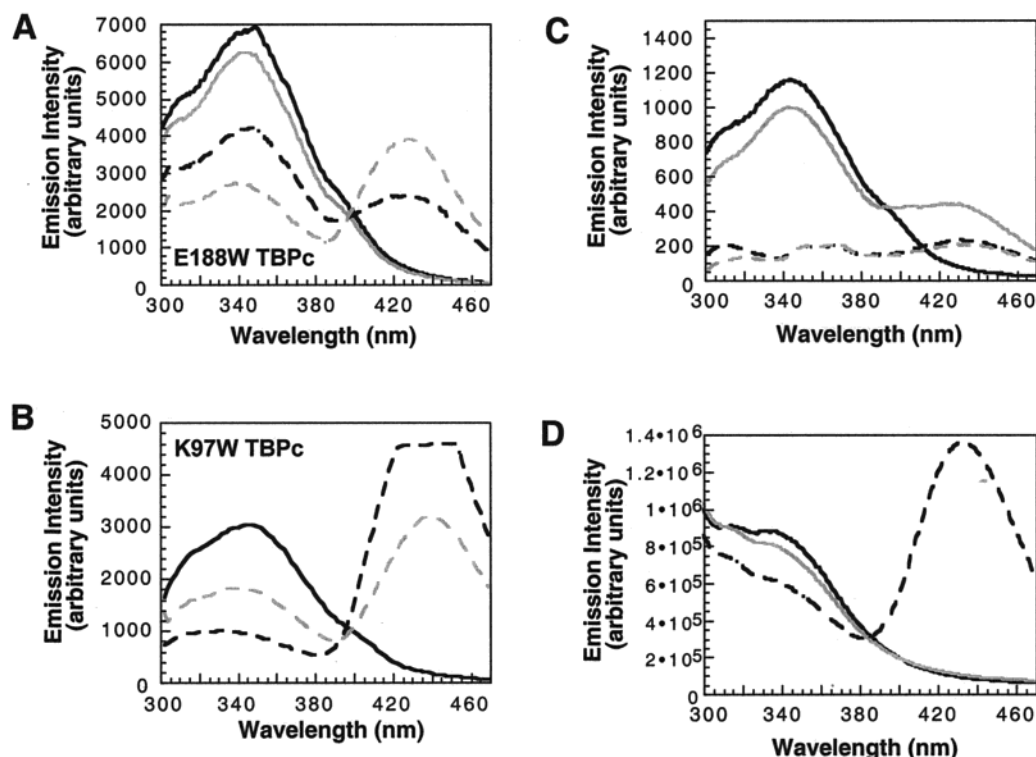 A
Emission Intensity
(arbitrary units)
7000
6000
5000
4000
3000
2000
1000
0
E188W TBPc
300 340 380 420 460
Wavelength (nm)
C
Emission Intensity
(arbitrary units)
1400
1200
1000
800
600
400
200
0
300 340 380 420 460
Wavelength (nm)
B
Emission Intensity
(arbitrary units)
5000
4000
3000
2000
1000
0
K97W TBPc
300 340 380 420 460
Wavelength (nm)
D
Emission Intensity
(arbitrary units)
1.4•10⁶
1.2•10⁶
1•10⁶
8•10⁵
6•10⁵
4•10⁵
2•10⁵
0
300 340 380 420 460
Wavelength (nm)